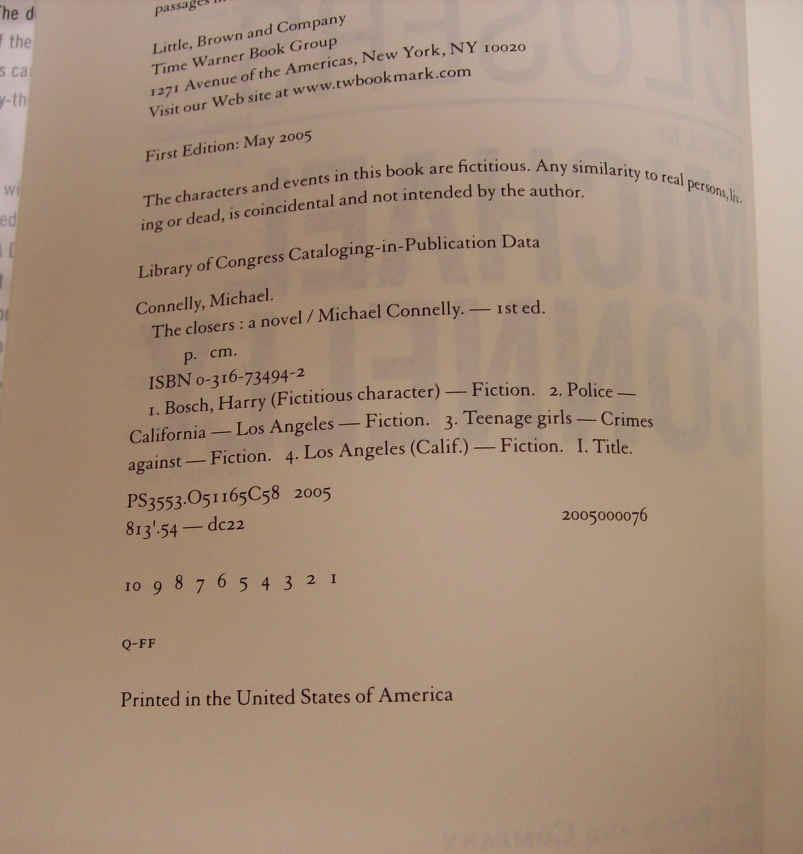 passages
Little, Brown and Company
Time Warner Book Group
1271 Avenue of the Americas, New York, NY 10020
Visit our Web site at www.twbookmark.com
First Edition: May 2005
The characters and events in this book are fictitious. Any similarity to real persons, liv-
ing or dead, is coincidental and not intended by the author.
Library of Congress Cataloging-in-Publication Data
Connelly, Michael.
The closers : a novel / Michael Connelly. — 1st ed.
p. cm.
ISBN 0-316-73494-2
1. Bosch, Harry (Fictitious character) — Fiction. 2. Police —
California — Los Angeles — Fiction. 3. Teenage girls — Crimes
against — Fiction. 4. Los Angeles (Calif.) — Fiction. I. Title.
PS3553.O51165C58 2005
813'.54 — dc22
2005000076
10 9 8 7 6 5 4 3 2 1
Q-FF
Printed in the United States of America